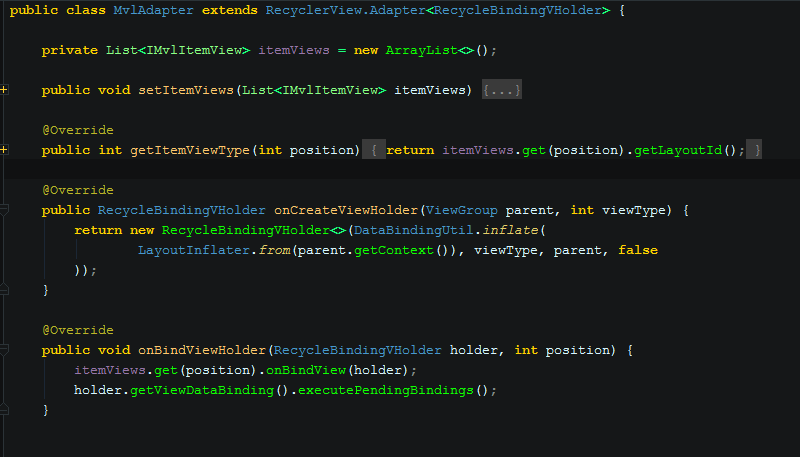 public class MvlAdapter extends RecyclerView.Adapter<RecycleBindingVHolder> {
private List<IMvlItemView> itemViews = new ArrayList<>();
public void setItemViews(List<IMvlItemView> itemViews) {...}
@Override
public int getItemViewType(int position) { return itemViews.get(position).getLayoutId(); }
@Override
public RecycleBindingVHolder onCreateViewHolder(ViewGroup parent, int viewType) {
return new RecycleBindingVHolder<>(DataBindingUtil.inflate(
LayoutInflater.from(parent.getContext()), viewType, parent, false
));
}
@Override
public void onBindViewHolder(RecycleBindingVHolder holder, int position) {
itemViews.get(position).onBindView(holder);
holder.getViewDataBinding().executePendingBindings();
}